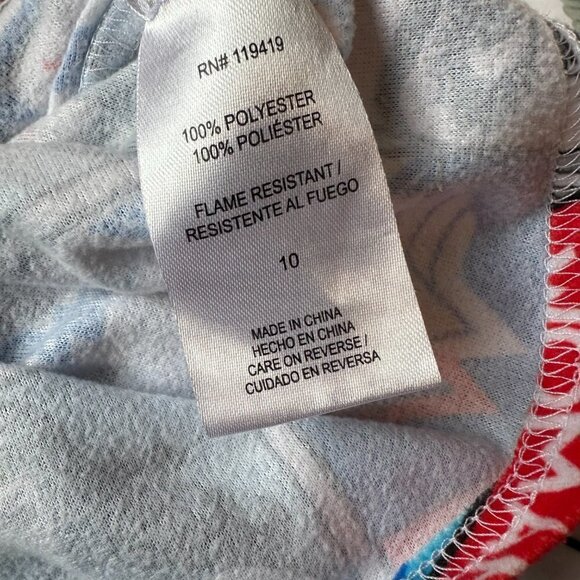 RN# 119419
100% POLYESTER
100% POLIÉSTER
FLAME RESISTANT /
RESISTENTE AL FUEGO
10
MADE IN CHINA
HECHO EN CHINA
CARE ON REVERSE /
CUIDADO EN REVERSA